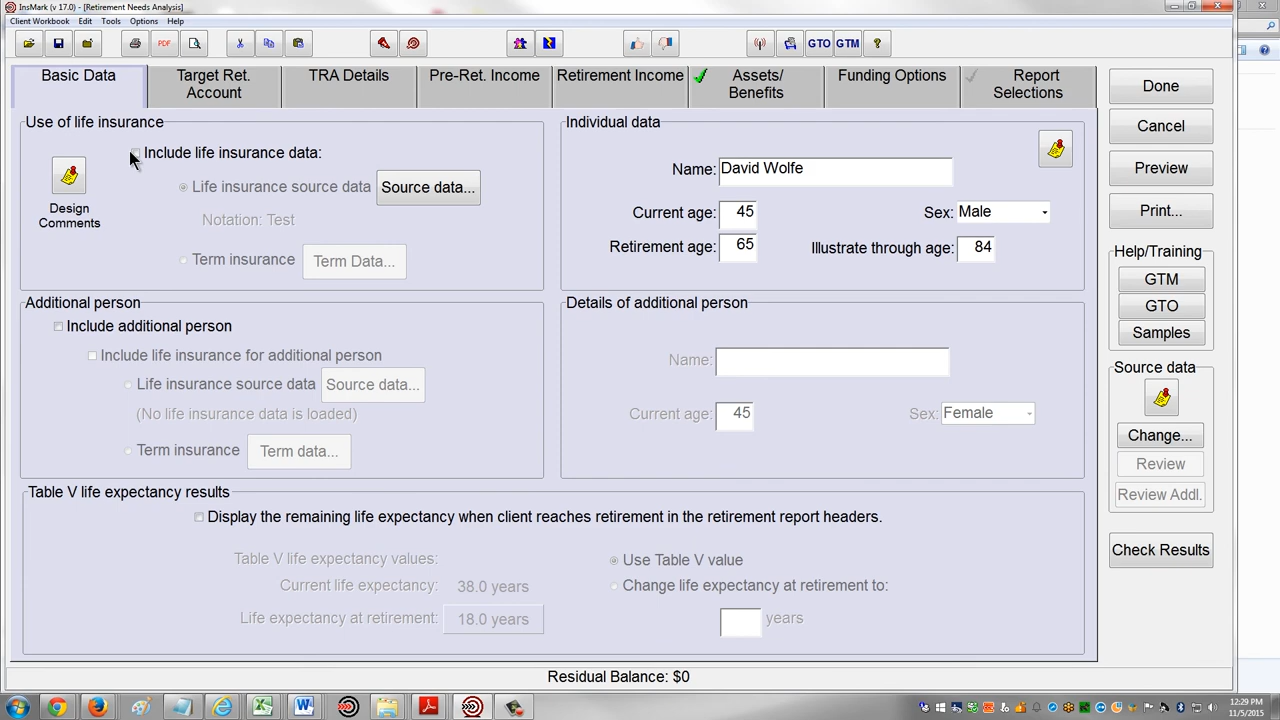 InsMark (v 17.0) - [Retirement Needs Analysis]
Client Workbook Edit Tools Options Help
PDF GTO GTM ?
Basic Data
Target Ret. Account
TRA Details
Pre-Ret. Income
Retirement Income
Assets/ Benefits
Funding Options
Report Selections
Use of life insurance
Include life insurance data:
Design Comments
Life insurance source data Source data...
Notation: Test
Term insurance Term Data...
Individual data
Name: David Wolfe
Current age: 45 Sex: Male
Retirement age: 65 Illustrate through age: 84
Additional person
Include additional person
Include life insurance for additional person
Life insurance source data Source data...
(No life insurance data is loaded)
Term insurance Term data...
Details of additional person
Name:
Current age: 45 Sex: Female
Table V life expectancy results
Display the remaining life expectancy when client reaches retirement in the retirement report headers.
Table V life expectancy values:
Current life expectancy: 38.0 years
Life expectancy at retirement: 18.0 years
Use Table V value
Change life expectancy at retirement to:
years
Done
Cancel
Preview
Print...
Help/Training
GTM
GTO
Samples
Source data
Change...
Review
Review Addl.
Check Results
Residual Balance: $0
12:29 PM
11/5/2015